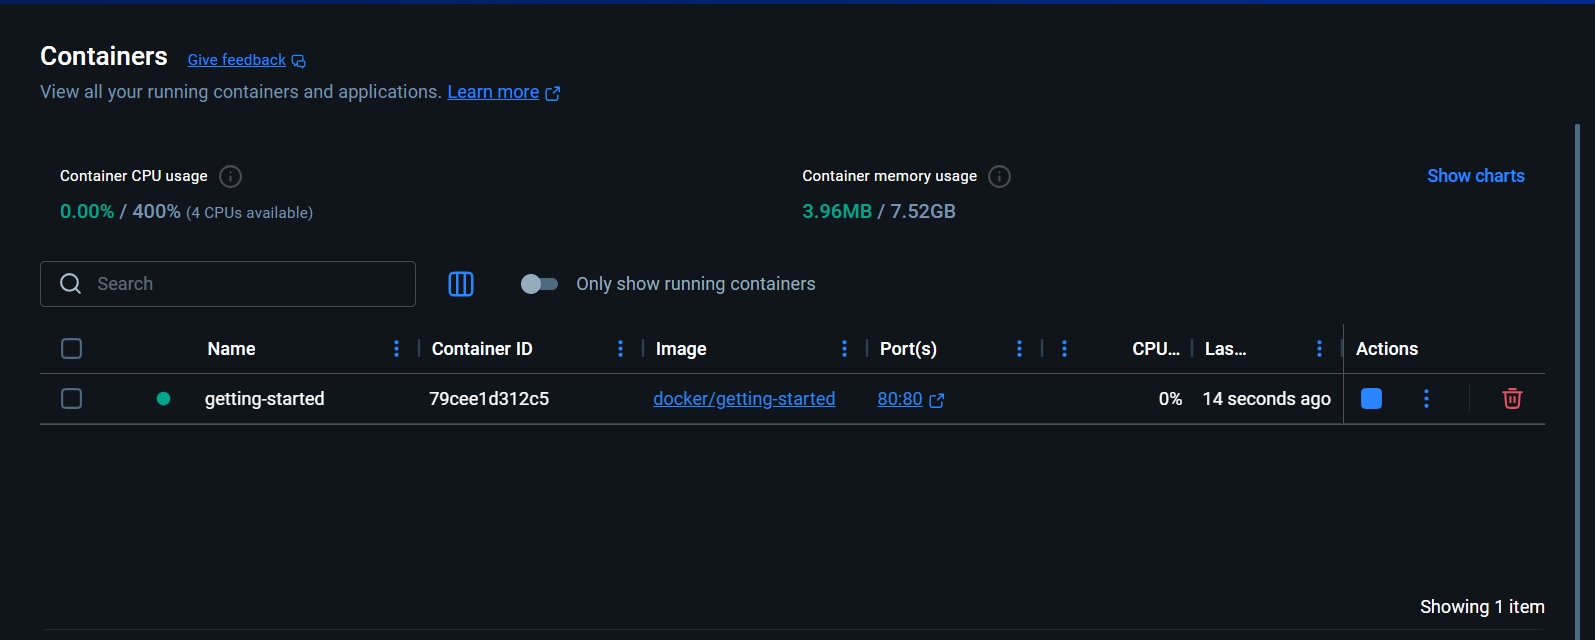 Containers Give feedback
View all your running containers and applications. Learn more
Container CPU usage Container memory usage Show charts
0.00% / 400% (4 CPUs available) 3.96MB / 7.52GB
Search Only show running containers
Name Container ID Image Port(s) CPU... Las... Actions
getting-started 79cee1d312c5 docker/getting-started 80:80 0% 14 seconds ago
Showing 1 item